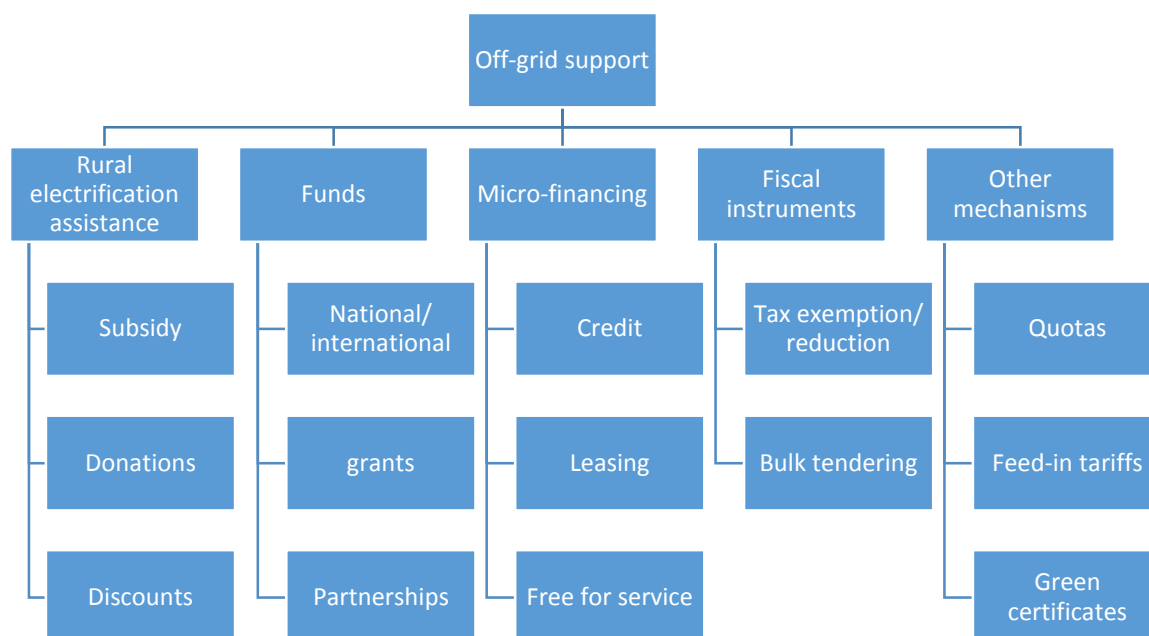 Off-grid support
Rural
electrification
assistance
Funds
Micro-financing
Fiscal
instruments
Other
mechanisms
Subsidy
National/
international
Credit
Tax exemption/
reduction
Quotas
Donations
grants
Leasing
Bulk tendering
Feed-in tariffs
Discounts
Partnerships
Free for service
Green
certificates